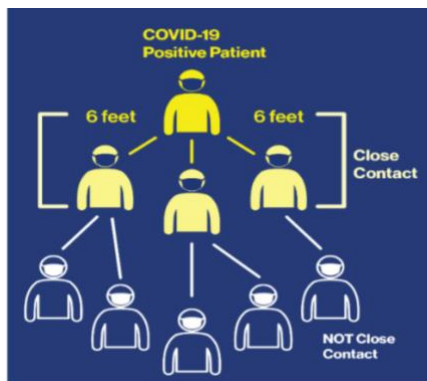 COVID-19
Positive Patient
6 feet
6 feet
Close
Contact
NOT Close
Contact